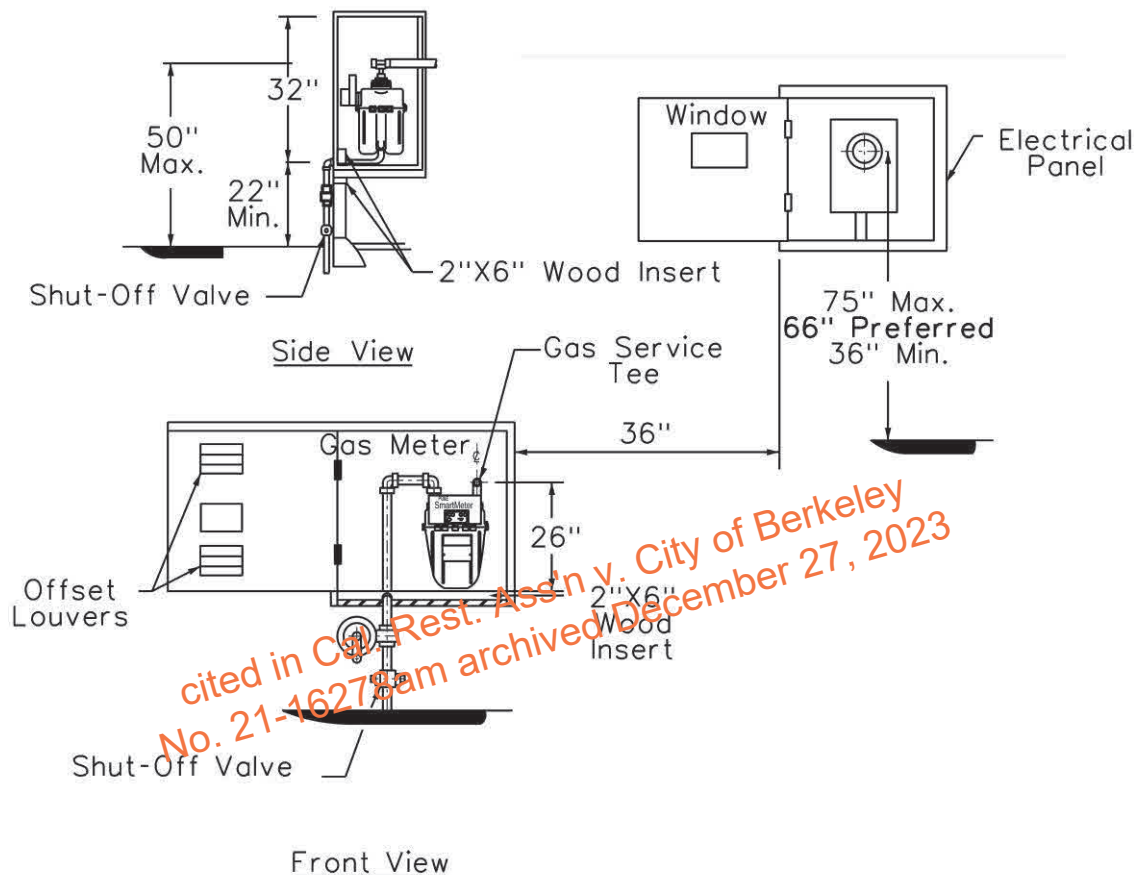 32"
50"
Max.
22"
Min.
Shut-Off Valve
2"X6" Wood Insert
Side View
Window
Electrical
Panel
75" Max.
66" Preferred
36" Min.
Gas Service
Tee
Gas Meter
36"
SmartMeter
26"
Offset
Louvers
2"X6"
Wood
Insert
Shut-Off Valve
Front View
cited in Cal. Rest. Ass'n v. City of Berkeley
No. 21-16278am archived December 27, 2023